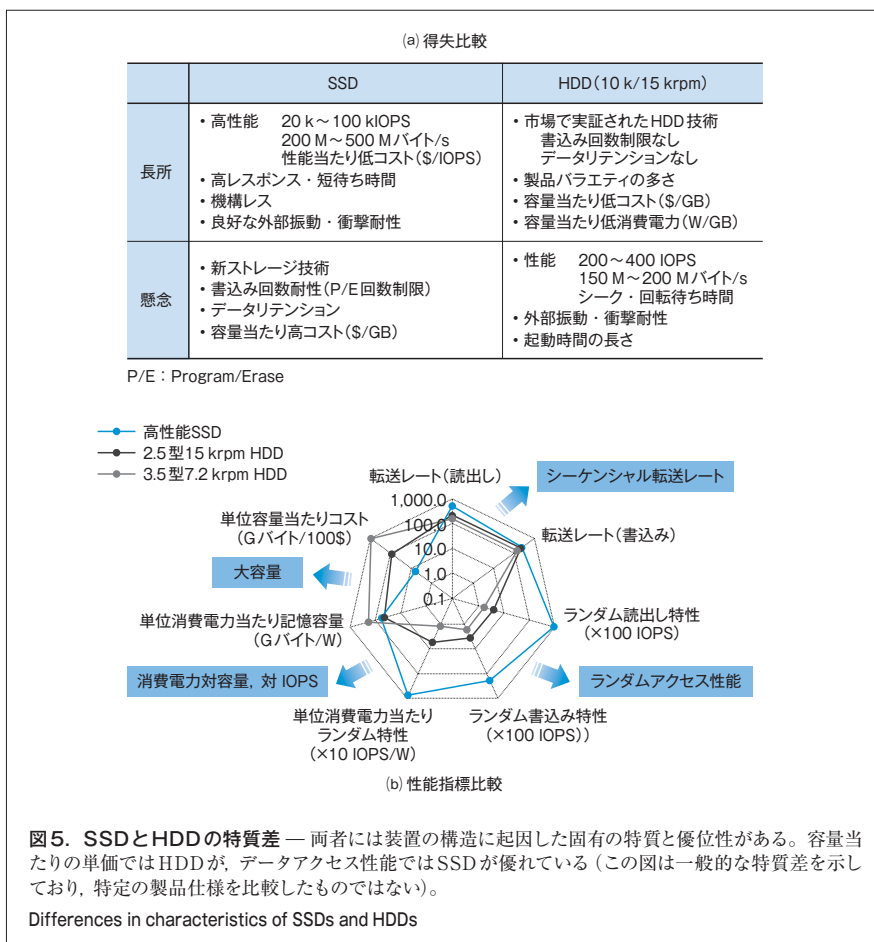 (a) 得失比較
SSD
HDD(10 k/15 krpm)
長所
・高性能 20 k~100 kIOPS
200 M~500 Mバイト/s
性能当たり低コスト($/IOPS)
・高レスポンス・短待ち時間
・機構レス
・良好な外部振動・衝撃耐性
・市場で実証されたHDD技術
書込み回数制限なし
データリテンションなし
・製品バラエティの多さ
・容量当たり低コスト($/GB)
・容量当たり低消費電力(W/GB)
懸念
・新ストレージ技術
・書込み回数耐性(P/E回数制限)
・データリテンション
・容量当たり高コスト($/GB)
・性能 200~400 IOPS
150 M~200 Mバイト/s
シーク・回転待ち時間
・外部振動・衝撃耐性
・起動時間の長さ
P/E:Program/Erase
高性能SSD
2.5型15 krpm HDD
3.5型7.2 krpm HDD
転送レート(読出し)
シーケンシャル転送レート
1,000.0
100.0
10.0
1.0
0.1
単位容量当たりコスト
(Gバイト/100$)
転送レート(書込み)
大容量
ランダム読出し特性
(×100 IOPS)
単位消費電力当たり記憶容量
(Gバイト/W)
消費電力対容量, 対 IOPS
ランダムアクセス性能
単位消費電力当たり
ランダム特性
(×10 IOPS/W)
ランダム書込み特性
(×100 IOPS))
(b) 性能指標比較
図5. SSDとHDDの特質差 — 両者には装置の構造に起因した固有の特質と優位性がある。容量当
たりの単価ではHDDが, データアクセス性能ではSSDが優れている(この図は一般的な特質差を示し
ており, 特定の製品仕様を比較したものではない)。
Differences in characteristics of SSDs and HDDs